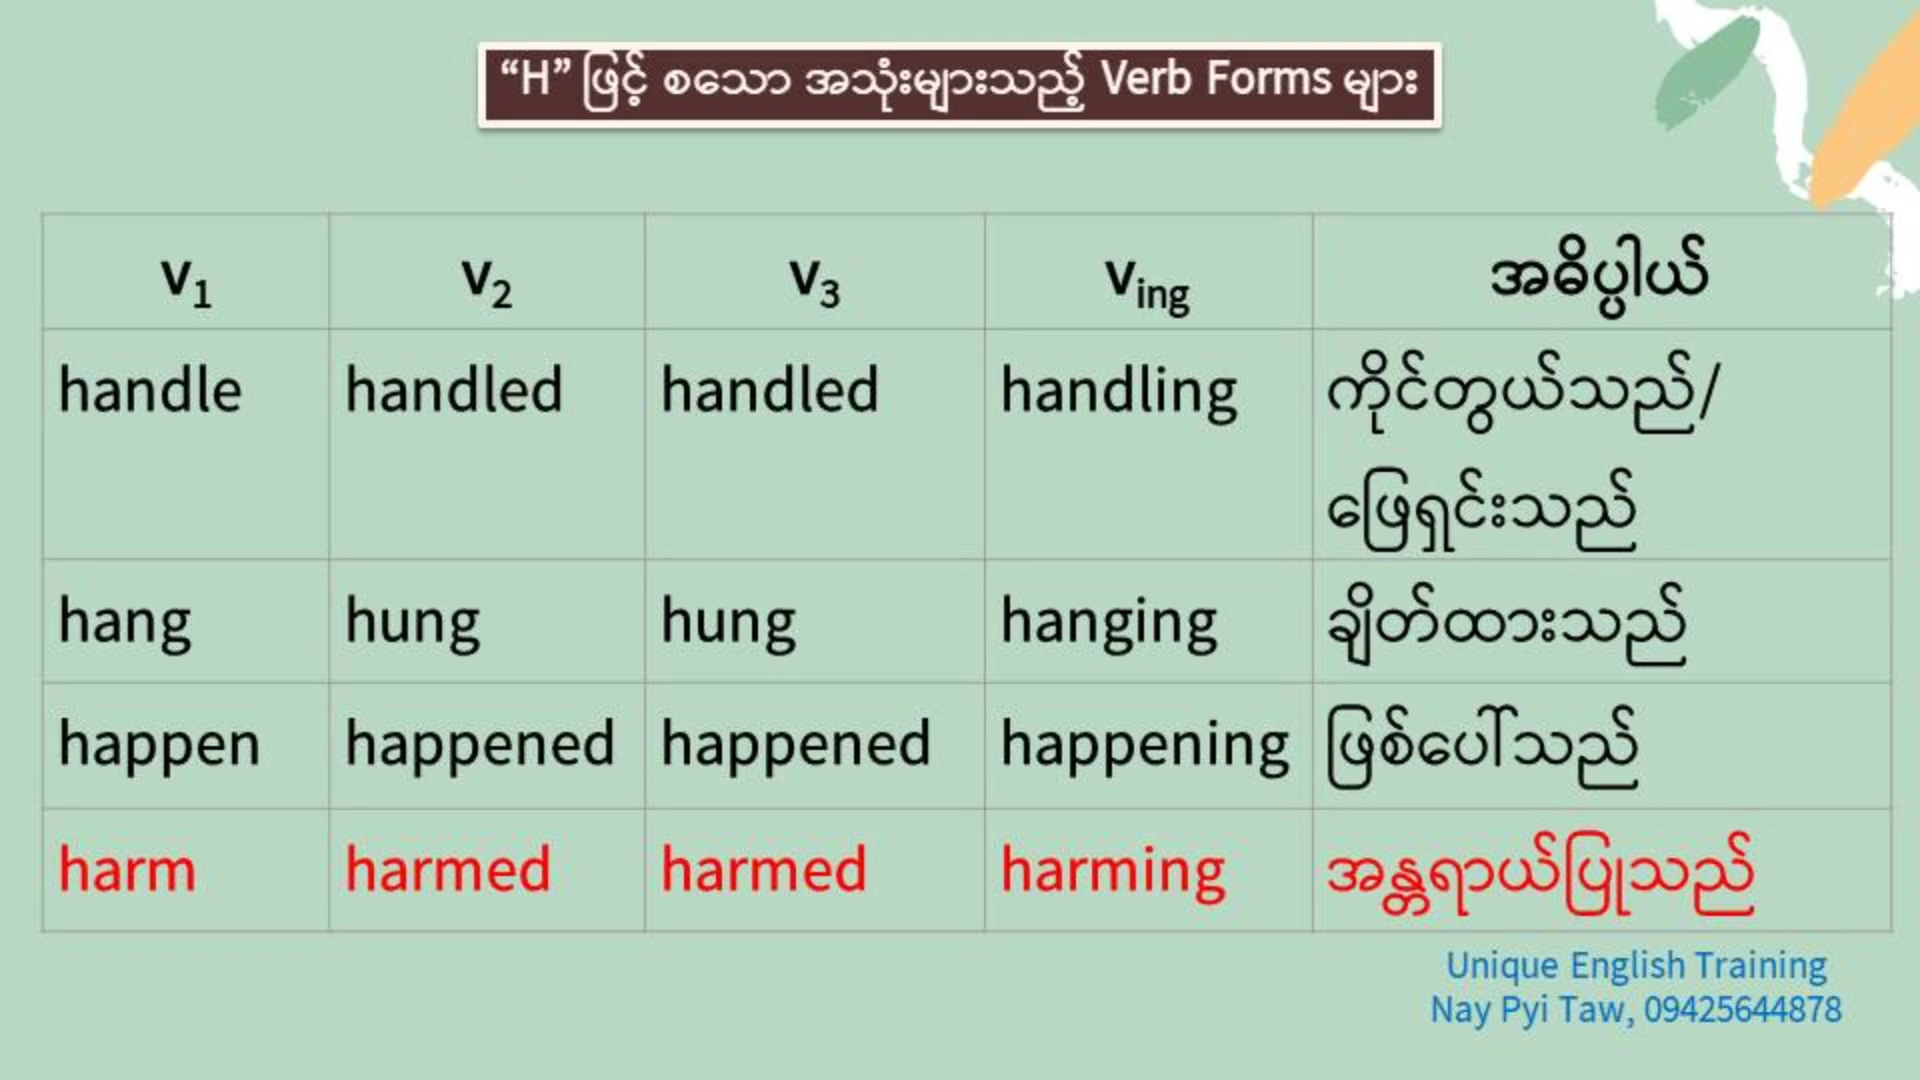 “H” ဖြင့် စသော အသုံးများသည့် Verb Forms များ
V₁ V₂ V₃ Ving အဓိပ္ပါယ်
handle handled handled handling ကိုင်တွယ်သည်/
ဖြေရှင်းသည်
hang hung hung hanging ချိတ်ထားသည်
happen happened happened happening ဖြစ်ပေါ်သည်
harm harmed harmed harming အန္တရာယ်ပြုသည်
Unique English Training
Nay Pyi Taw, 09425644878